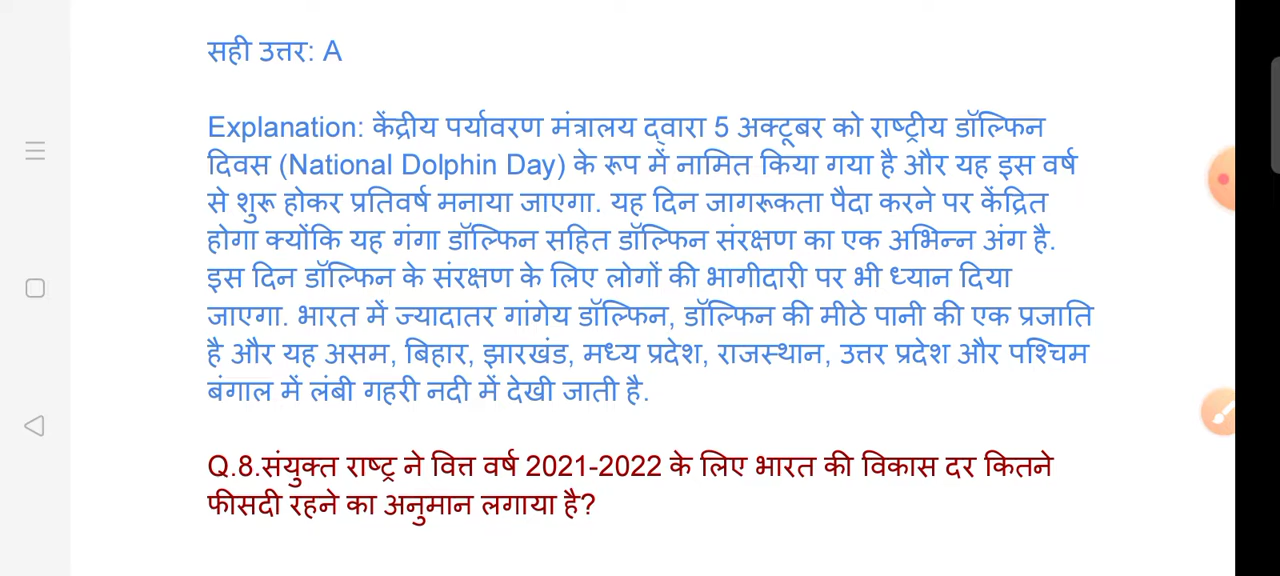 सही उत्तर: A
Explanation: केंद्रीय पर्यावरण मंत्रालय द्वारा 5 अक्टूबर को राष्ट्रीय डॉल्फिन
दिवस (National Dolphin Day) के रूप में नामित किया गया है और यह इस वर्ष
से शुरू होकर प्रतिवर्ष मनाया जाएगा. यह दिन जागरूकता पैदा करने पर केंद्रित
होगा क्योंकि यह गंगा डॉल्फिन सहित डॉल्फिन संरक्षण का एक अभिन्न अंग है.
इस दिन डॉल्फिन के संरक्षण के लिए लोगों की भागीदारी पर भी ध्यान दिया
जाएगा. भारत में ज्यादातर गांगेय डॉल्फिन, डॉल्फिन की मीठे पानी की एक प्रजाति
है और यह असम, बिहार, झारखंड, मध्य प्रदेश, राजस्थान, उत्तर प्रदेश और पश्चिम
बंगाल में लंबी गहरी नदी में देखी जाती है.
Q.8.संयुक्त राष्ट्र ने वित्त वर्ष 2021-2022 के लिए भारत की विकास दर कितने
फीसदी रहने का अनुमान लगाया है?